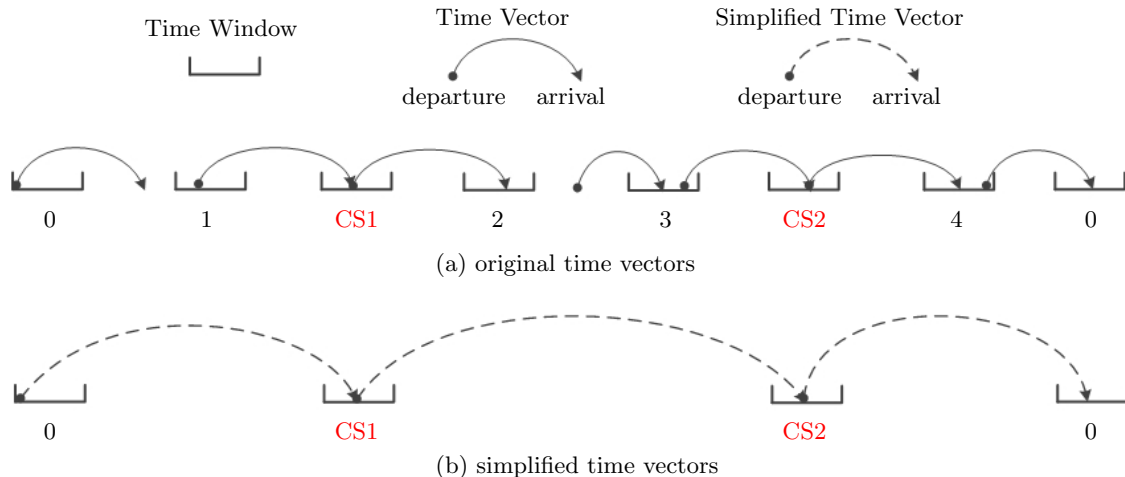 Time Window
Time Vector
Simplified Time Vector
departure arrival
departure arrival
0 1 CS1 2 3 CS2 4 0
(a) original time vectors
0 CS1 CS2 0
(b) simplified time vectors